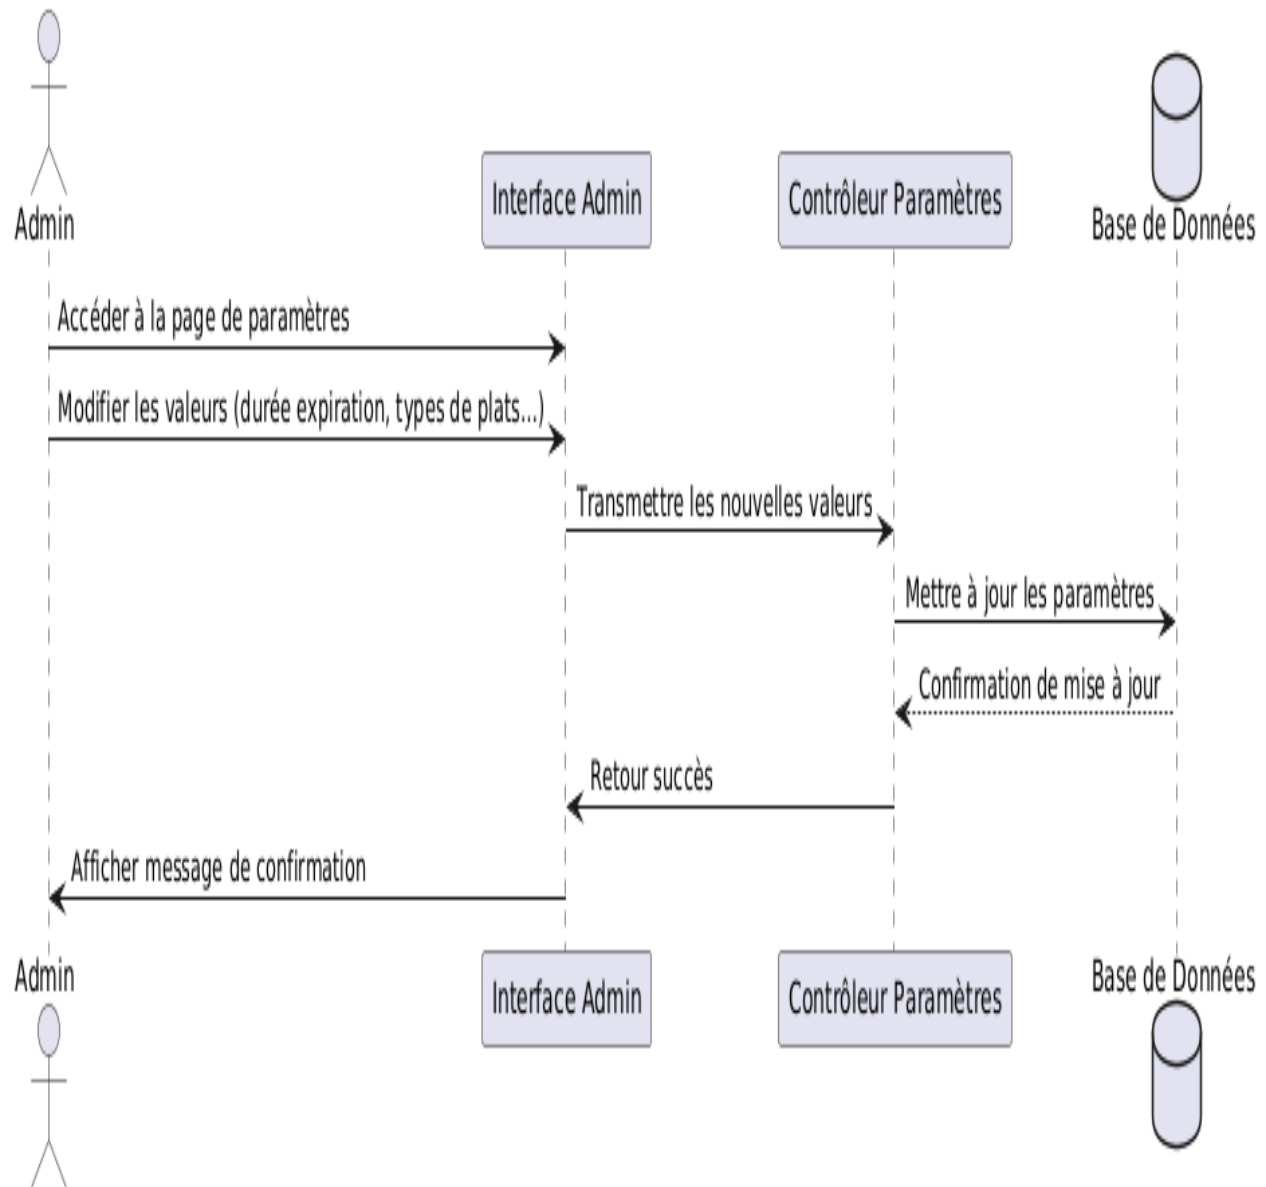 Admin
Interface Admin
Contrôleur Paramètres
Base de Données
Accéder à la page de paramètres
Modifier les valeurs (durée expiration, types de plats...)
Transmettre les nouvelles valeurs
Mettre à jour les paramètres
Confirmation de mise à jour
Retour succès
Afficher message de confirmation
Admin
Interface Admin
Contrôleur Paramètres
Base de Données